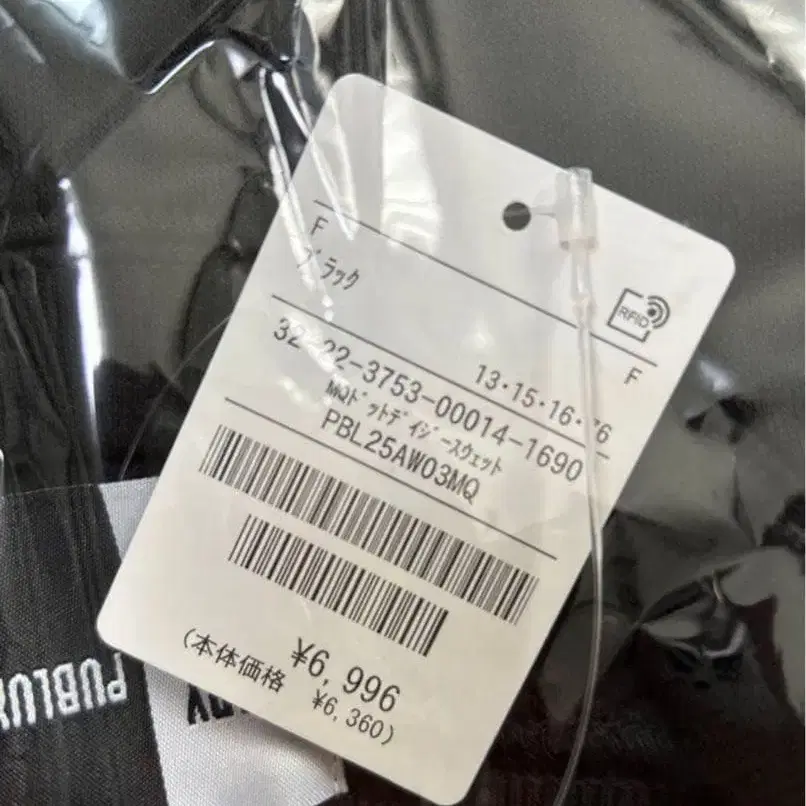 F
ブラック
RFID
F
13・15・16・76
32-22-3753-00014-1690
MQドットデイジースウェット
PBL25AW03MQ
¥6,996
(本体価格 ¥6,360)